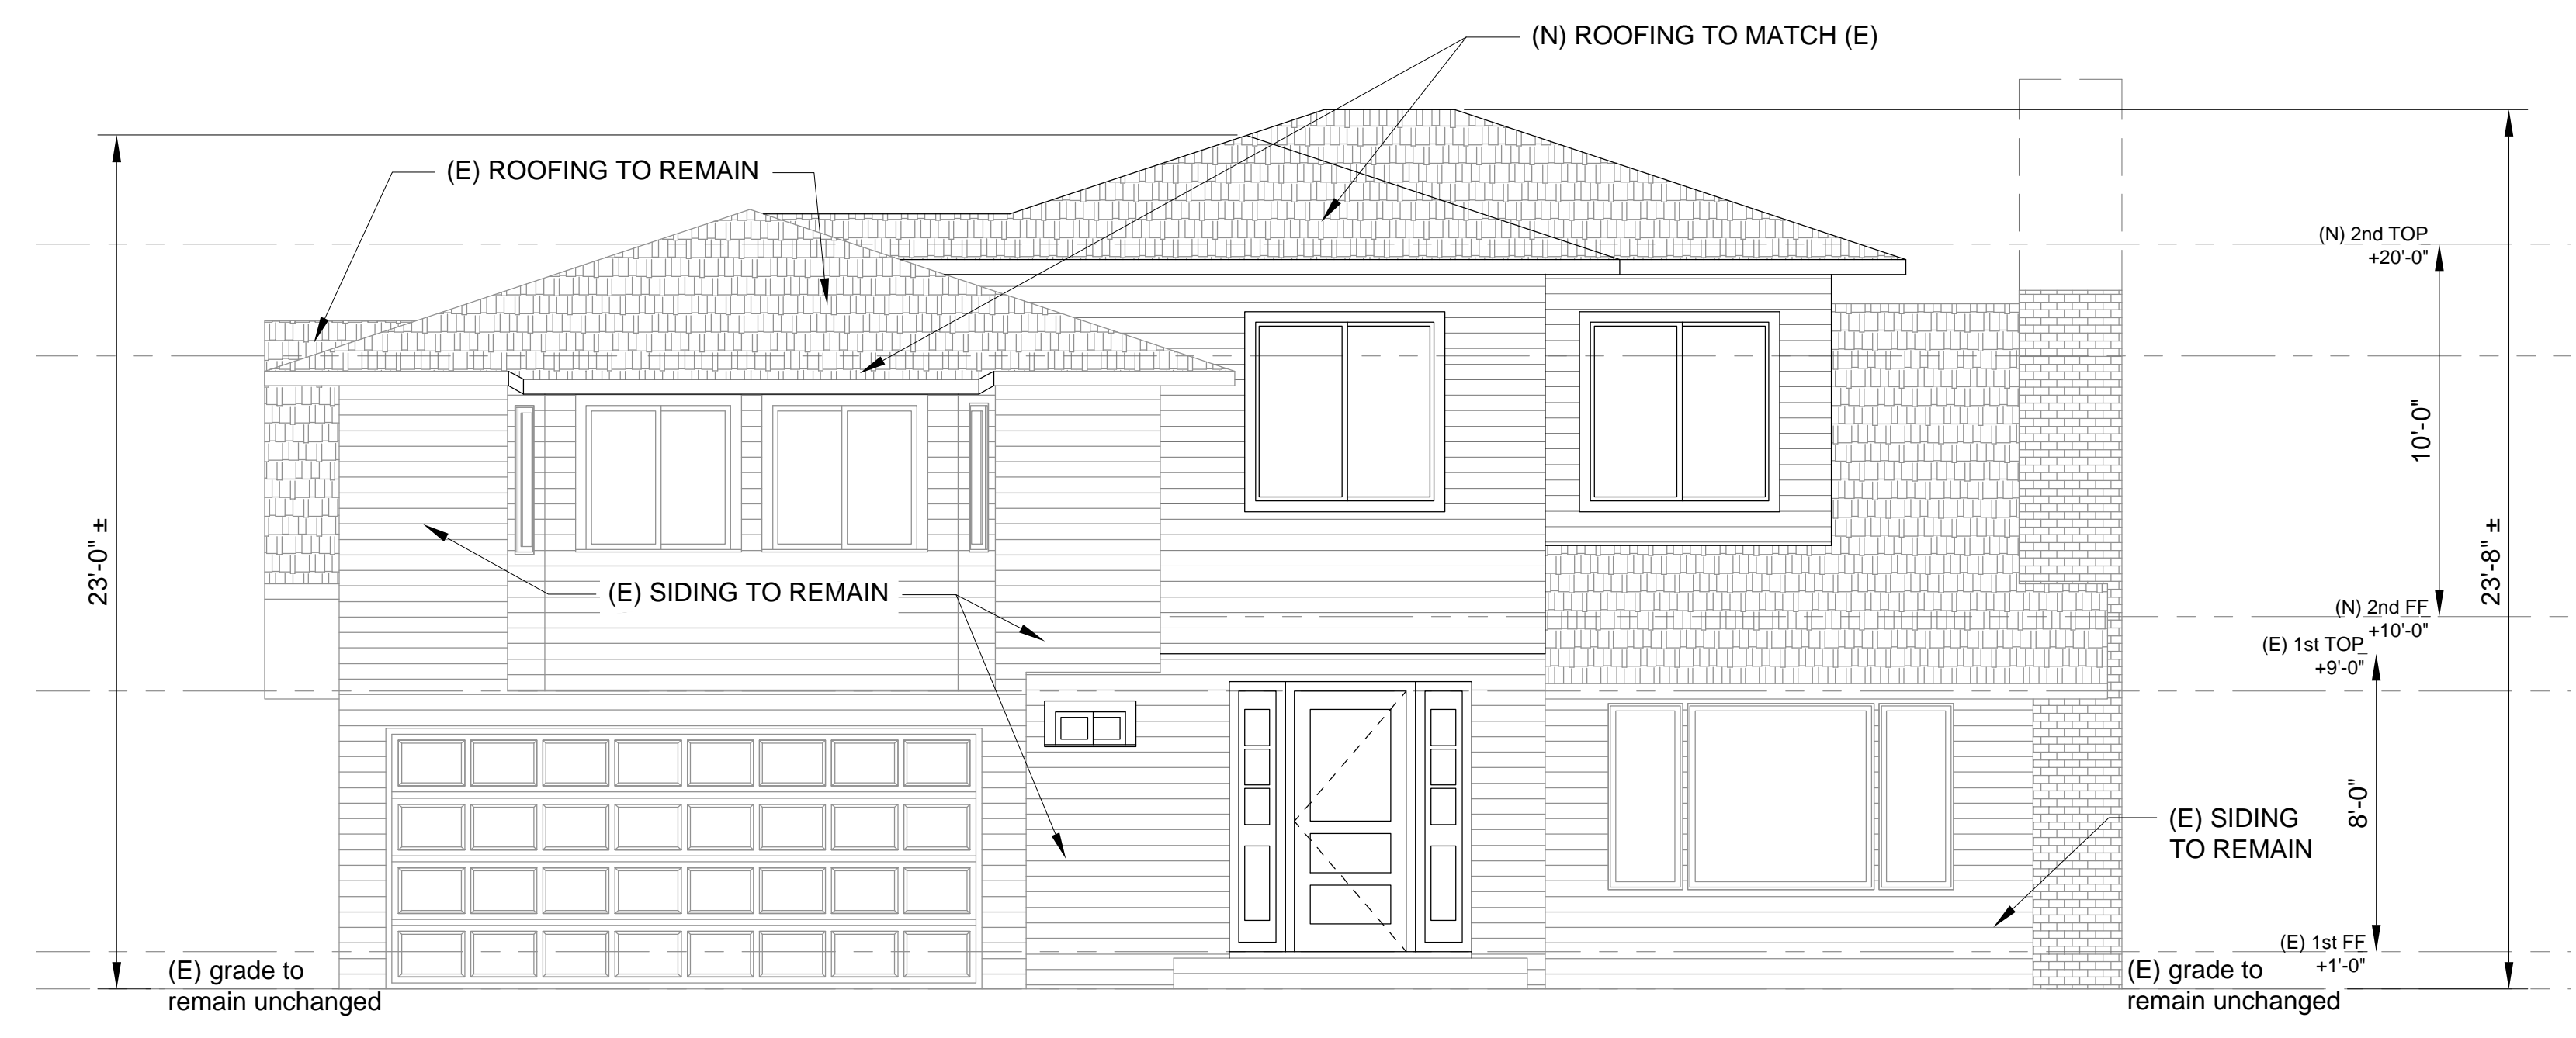 (N) ROOFING TO MATCH (E)
(E) ROOFING TO REMAIN
(N) 2nd TOP
+20'-0"
10'-0"
23'-0" ±
23'-8" ±
(E) SIDING TO REMAIN
(N) 2nd FF
+10'-0"
(E) 1st TOP
+9'-0"
8'-0"
(E) SIDING
TO REMAIN
(E) 1st FF
+1'-0"
(E) grade to
remain unchanged
(E) grade to
remain unchanged